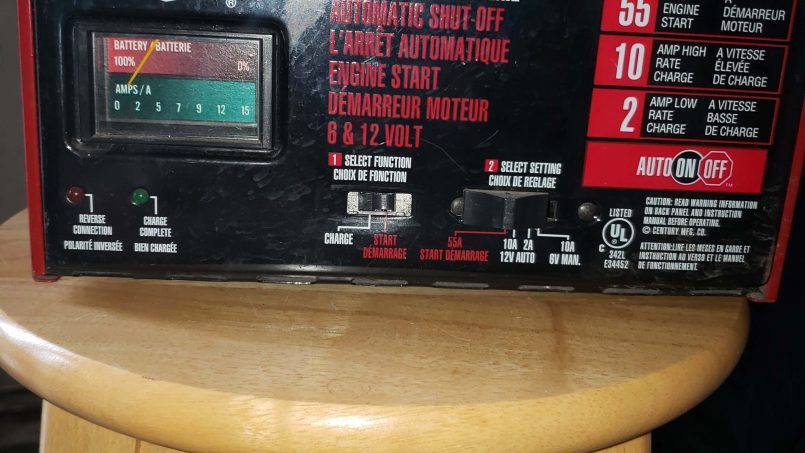 ®
AUTOMATIC SHUT-OFF
L'ARRÊT AUTOMATIQUE
ENGINE START
DÉMARREUR MOTEUR
6 & 12 VOLT
BATTERY BATTERIE
100% 0%
AMPS/A
0 2 5 7 9 12 15
55
ENGINE
START
DÉMARREUR
MOTEUR
10
AMP HIGH
RATE
CHARGE
A VITESSE
ÉLEVÉE
DE CHARGE
2
AMP LOW
RATE
CHARGE
A VITESSE
BASSE
DE CHARGE
AUTO ON OFF ™
1 SELECT FUNCTION
CHOIX DE FONCTION
CHARGE
START
DÉMARRAGE
2 SELECT SETTING
CHOIX DE REGLAGE
55A
START DÉMARRAGE
10A 2A
12V AUTO
10A
6V MAN.
REVERSE
CONNECTION
POLARITÉ INVERSÉE
CHARGE
COMPLETE
BIEN CHARGÉE
LISTED
UL
C
342L
E34452
CAUTION: READ WARNING INFORMATION
ON BACK PANEL AND INSTRUCTION
MANUAL BEFORE OPERATING.
© CENTURY MFG. CO.
ATTENTION:LIRE LES MESES EN GARDE ET
INSTRUCTION AU VERSO ET LE MANUEL
DE FONCTIONNEMENT.